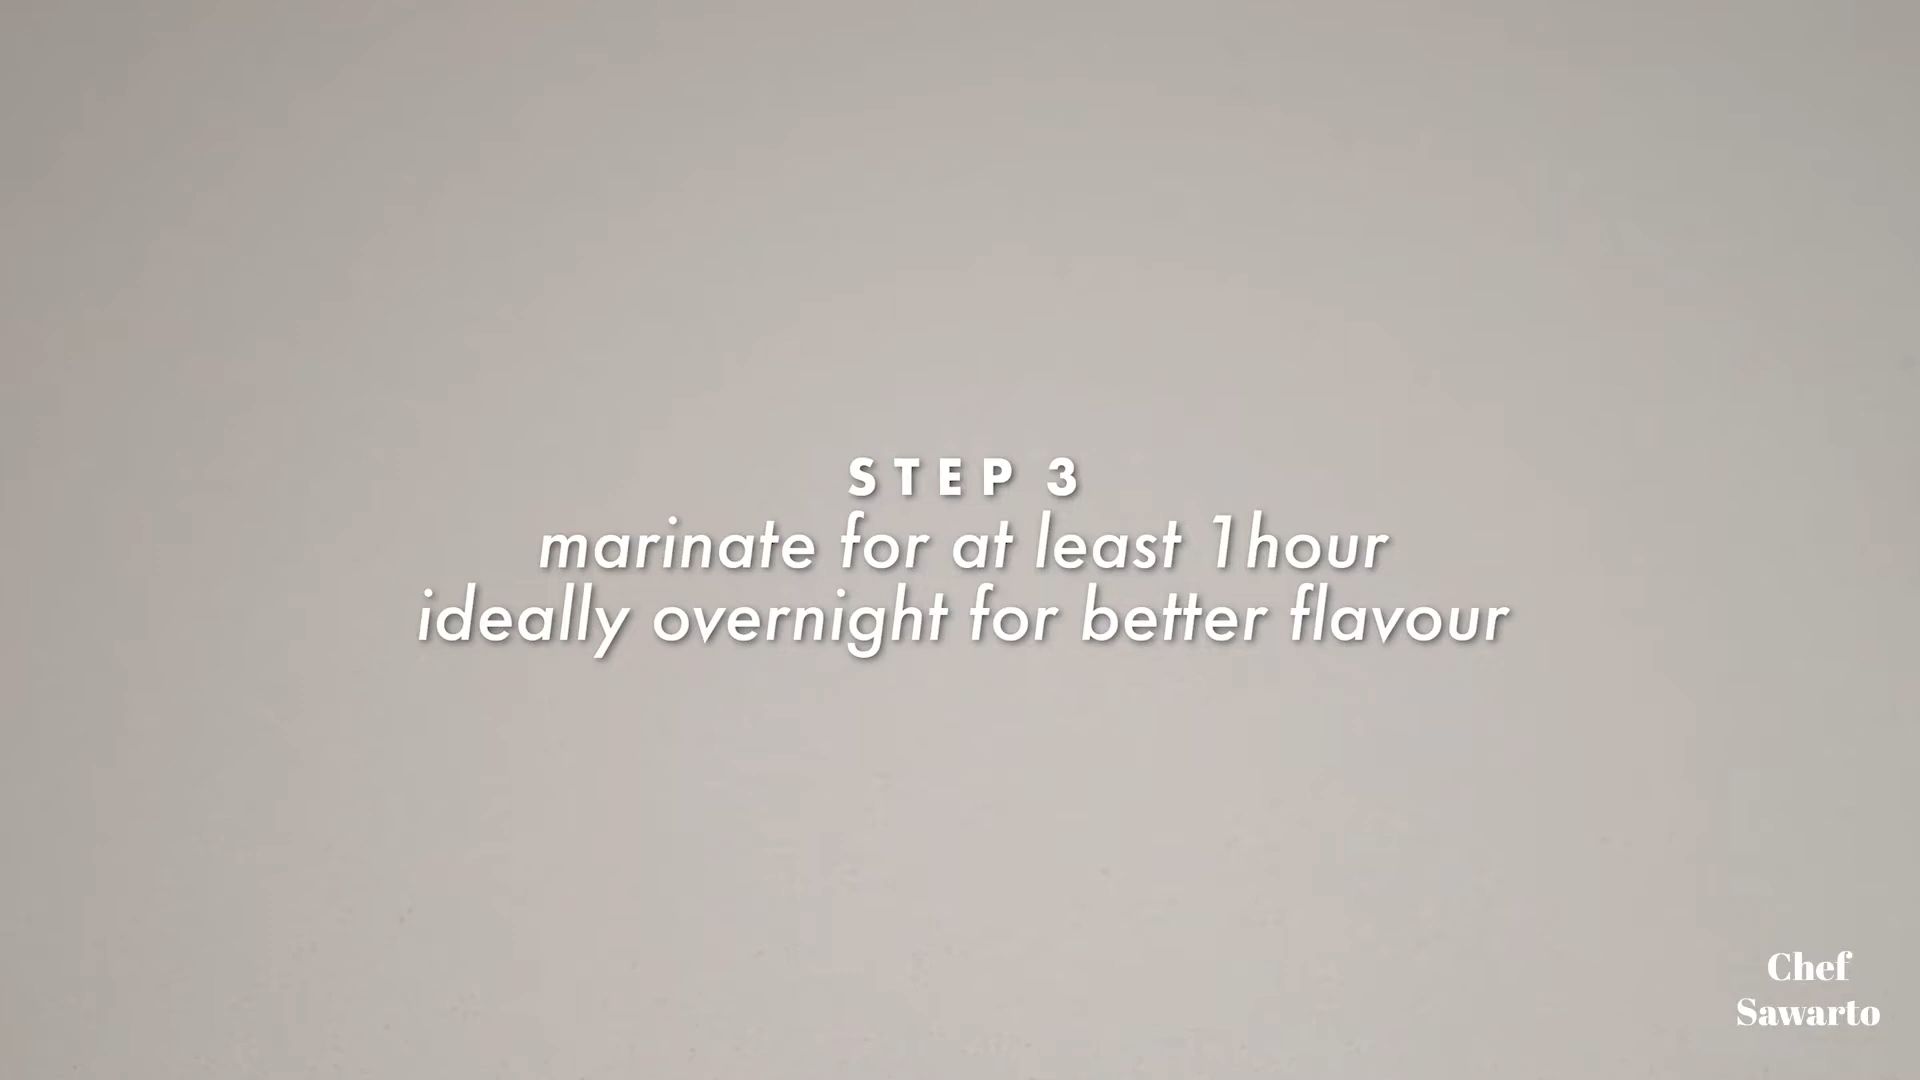 STEP 3
marinate for at least 1hour
ideally overnight for better flavour
Chef
Sawarto